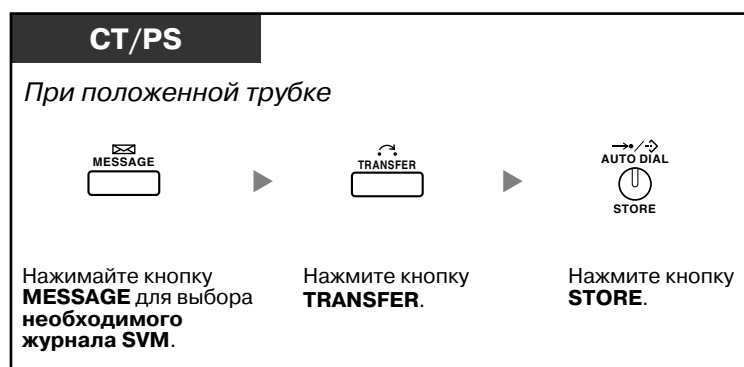 CT/PS
При положенной трубке
MESSAGE
TRANSFER
AUTO DIAL
STORE
Нажимайте кнопку
MESSAGE для выбора
необходимого
журнала SVM.
Нажмите кнопку
TRANSFER.
Нажмите кнопку
STORE.